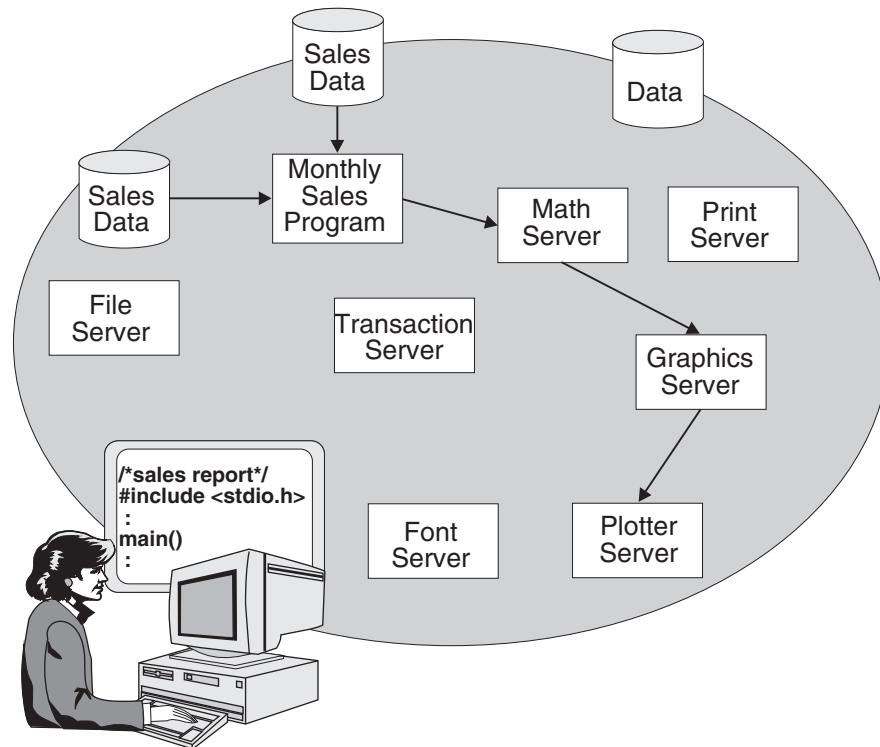 Sales
Data
Data
Sales
Data
Monthly
Sales
Program
Math
Server
Print
Server
File
Server
Transaction
Server
Graphics
Server
/*sales report*/
#include <stdio.h>
:
main()
:
Font
Server
Plotter
Server